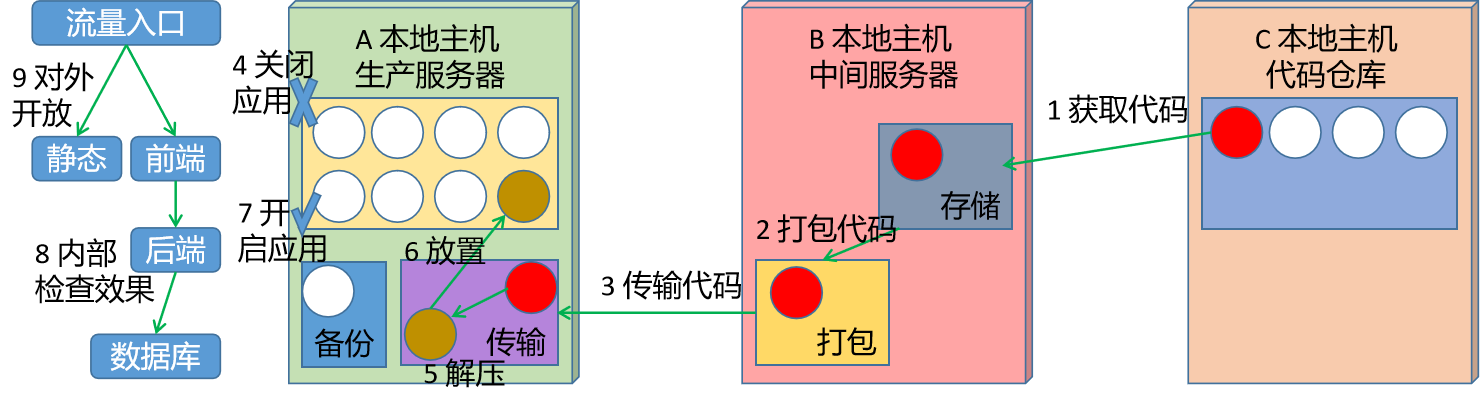 流量入口
9 对外
开放
静态
前端
后端
8 内部
检查效果
数据库
A 本地主机
生产服务器
4 关闭
应用
7 开
启应用
6 放置
备份
传输
5 解压
3 传输代码
B 本地主机
中间服务器
存储
2 打包代码
打包
1 获取代码
C 本地主机
代码仓库